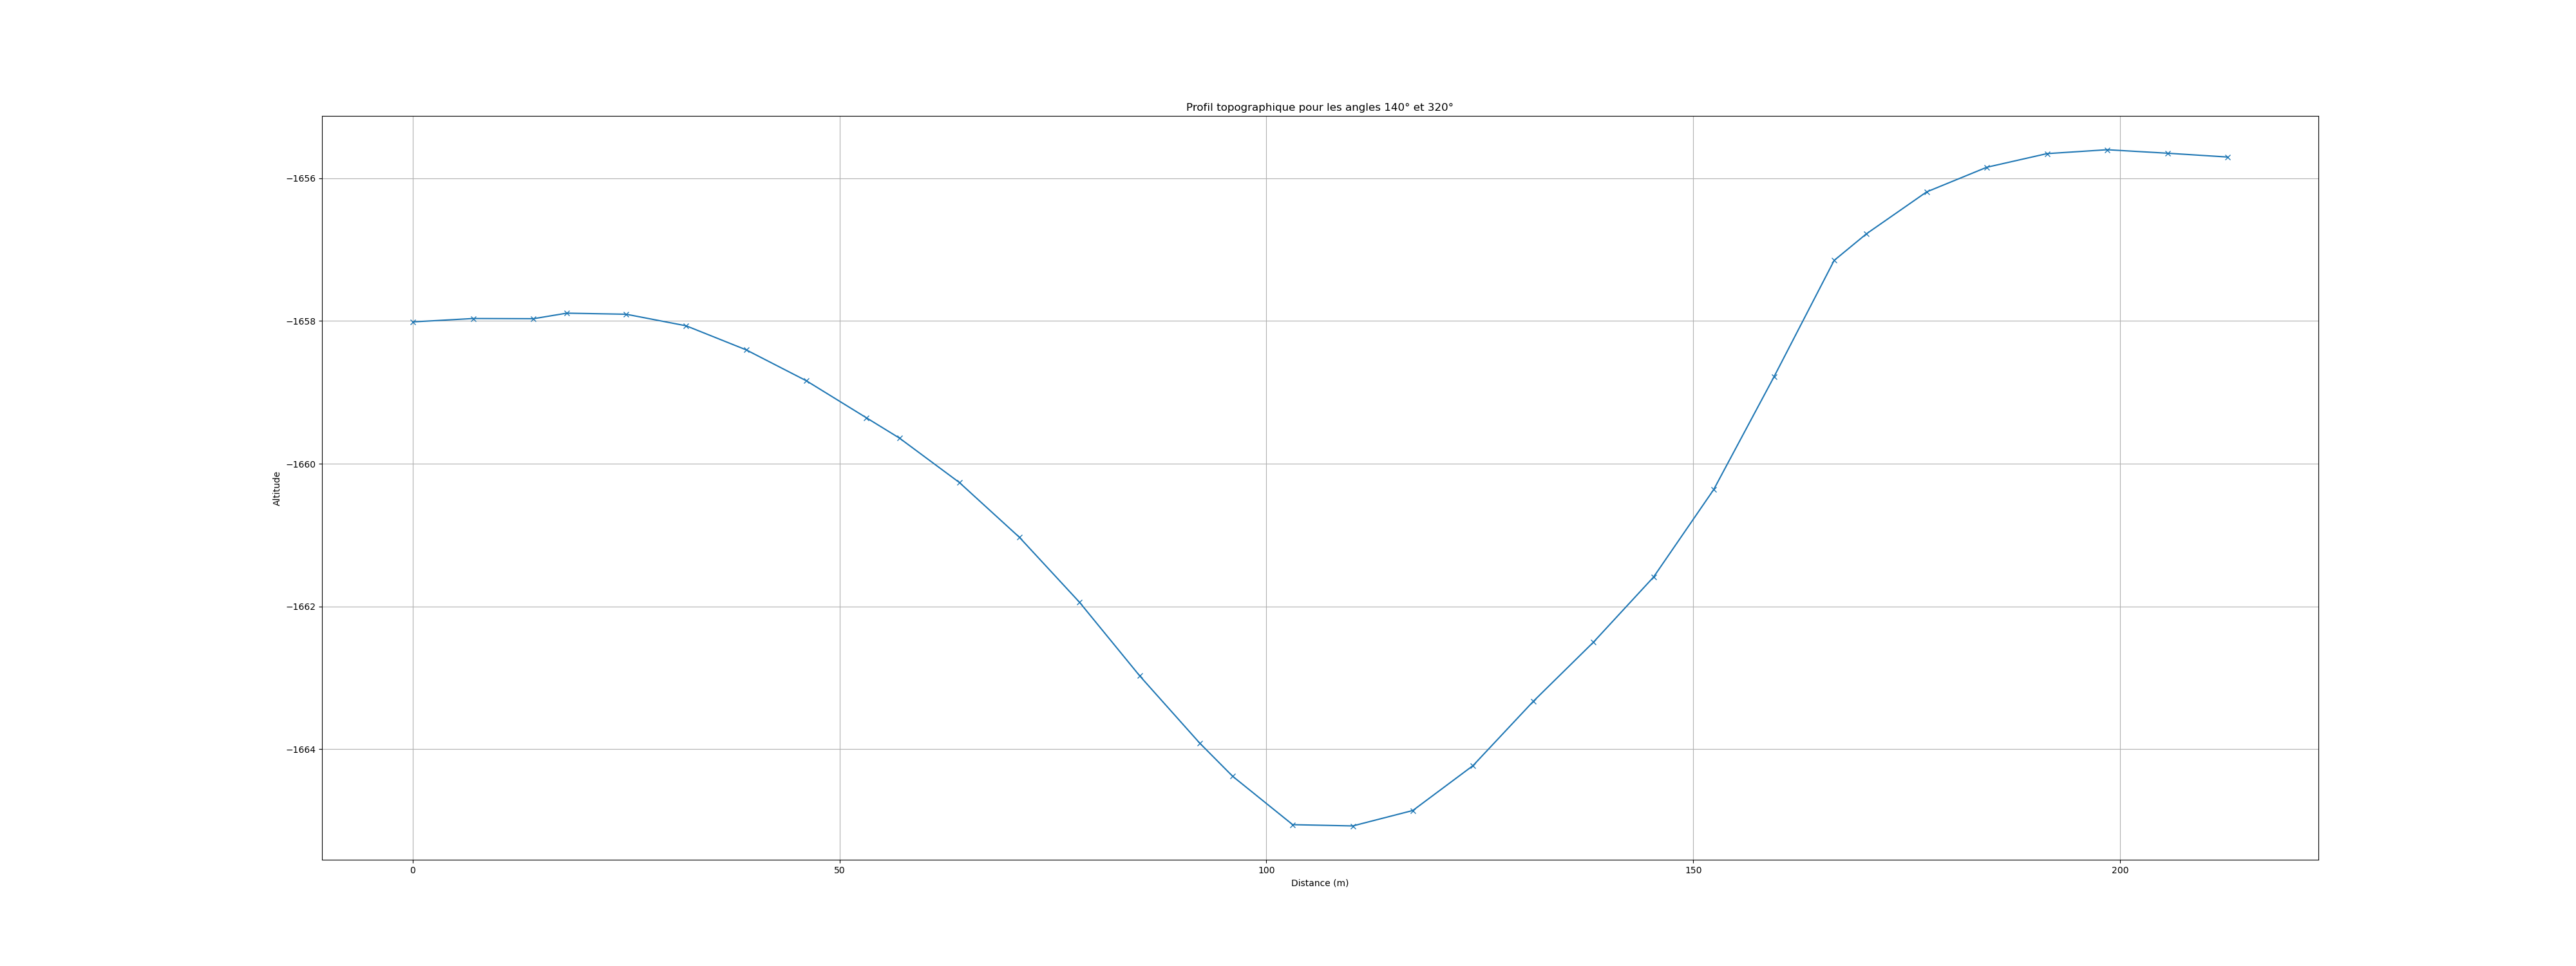 Profil topographique pour les angles 140° et 320°
Altitude
−1656
−1658
−1660
−1662
−1664
0 50 100 150 200
Distance (m)